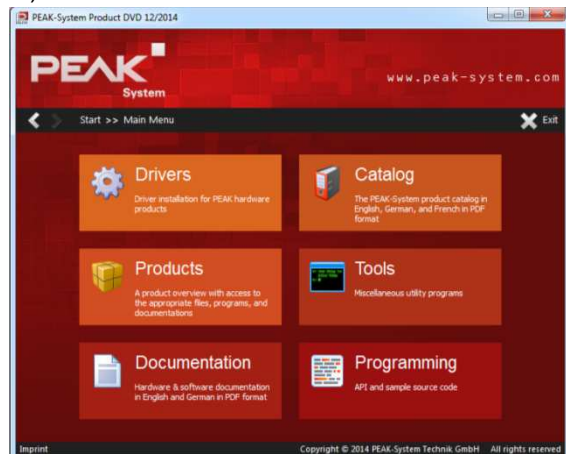 PEAK-System Product DVD 12/2014
PEAK
System
www.peak-system.com
Start >> Main Menu
Exit
Drivers
Driver installation for PEAK hardware
products
Catalog
The PEAK-System product catalog in
English, German, and French in PDF
format
Products
A product overview with access to
the appropriate files, programs, and
documentations
Tools
Miscellaneous utility programs
Documentation
Hardware & software documentation
in English and German in PDF format
Programming
API and sample source code
Imprint
Copyright © 2014 PEAK-System Technik GmbH All rights reserved